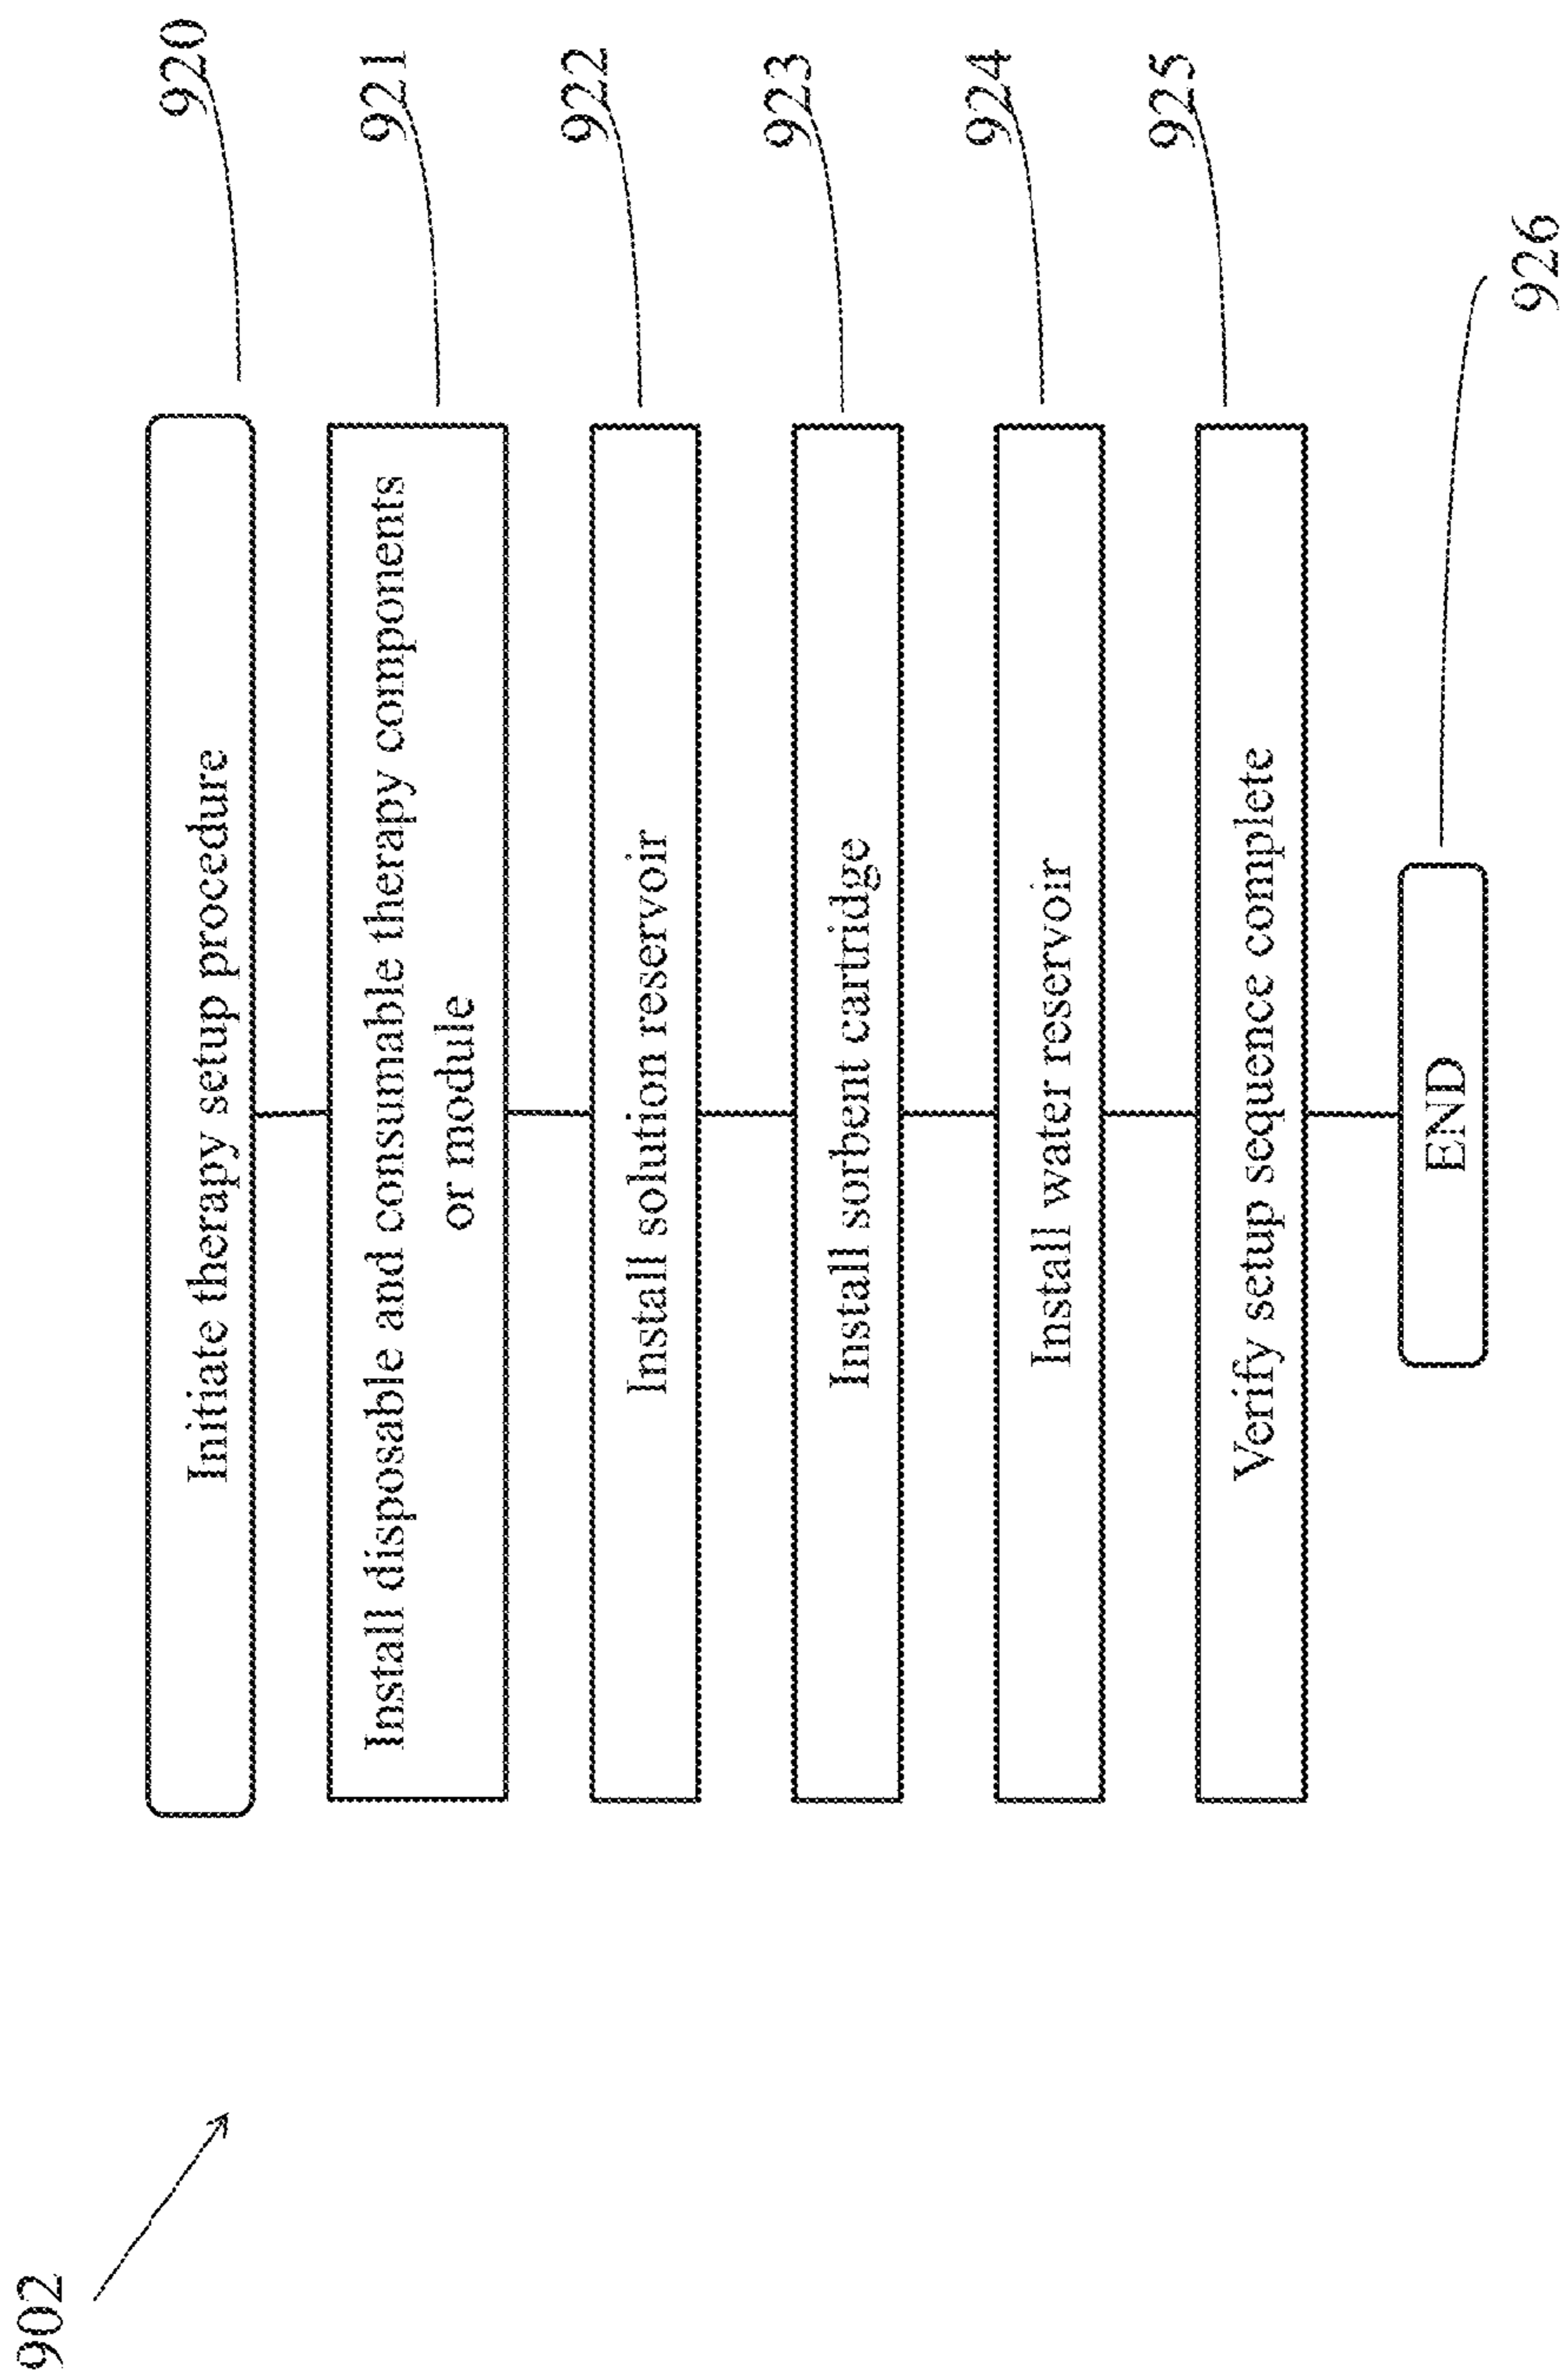 902
Initiate therapy setup procedure
920
Install disposable and consumable therapy components
or module
921
Install solution reservoir
922
Install sorbent cartridge
923
Install water reservoir
924
Verify setup sequence complete
925
END
926